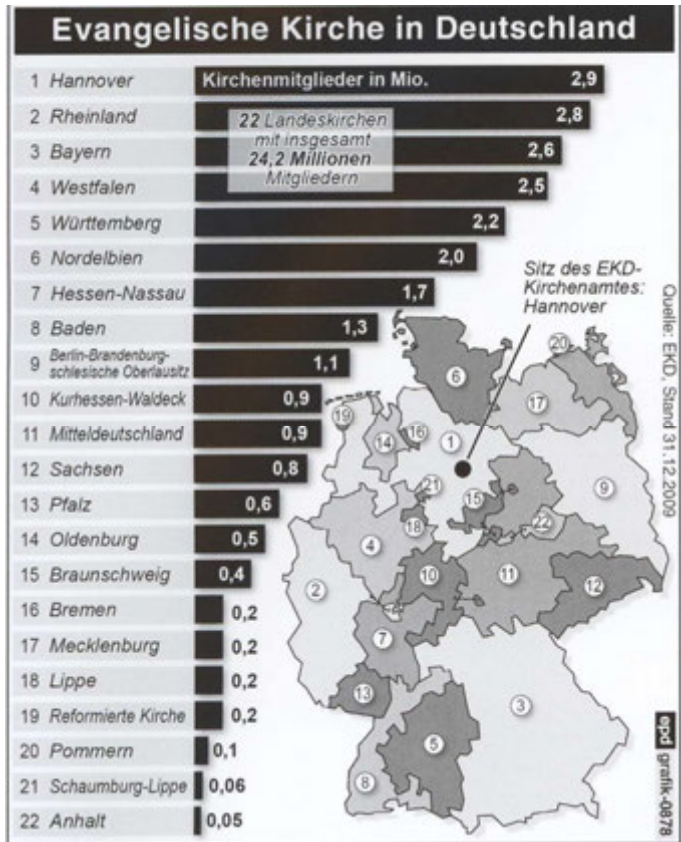 Evangelische Kirche in Deutschland
1 Hannover Kirchenmitglieder in Mio. 2,9
2 Rheinland 2,8
22 Landeskirchen
mit insgesamt
24,2 Millionen
Mitgliedern
3 Bayern 2,6
4 Westfalen 2,5
5 Württemberg 2,2
6 Nordelbien 2,0
7 Hessen-Nassau 1,7
8 Baden 1,3
9 Berlin-Brandenburg-
schlesische Oberlausitz 1,1
10 Kurhessen-Waldeck 0,9
11 Mitteldeutschland 0,9
12 Sachsen 0,8
13 Pfalz 0,6
14 Oldenburg 0,5
15 Braunschweig 0,4
16 Bremen 0,2
17 Mecklenburg 0,2
18 Lippe 0,2
19 Reformierte Kirche 0,2
20 Pommern 0,1
21 Schaumburg-Lippe 0,06
22 Anhalt 0,05
Sitz des EKD-
Kirchenamtes:
Hannover
20
6
17
19
16
14
1
21
15
9
22
18
4
10
11
12
2
7
13
3
5
8
Quelle: EKD, Stand 31.12.2009
epd grafik-0878